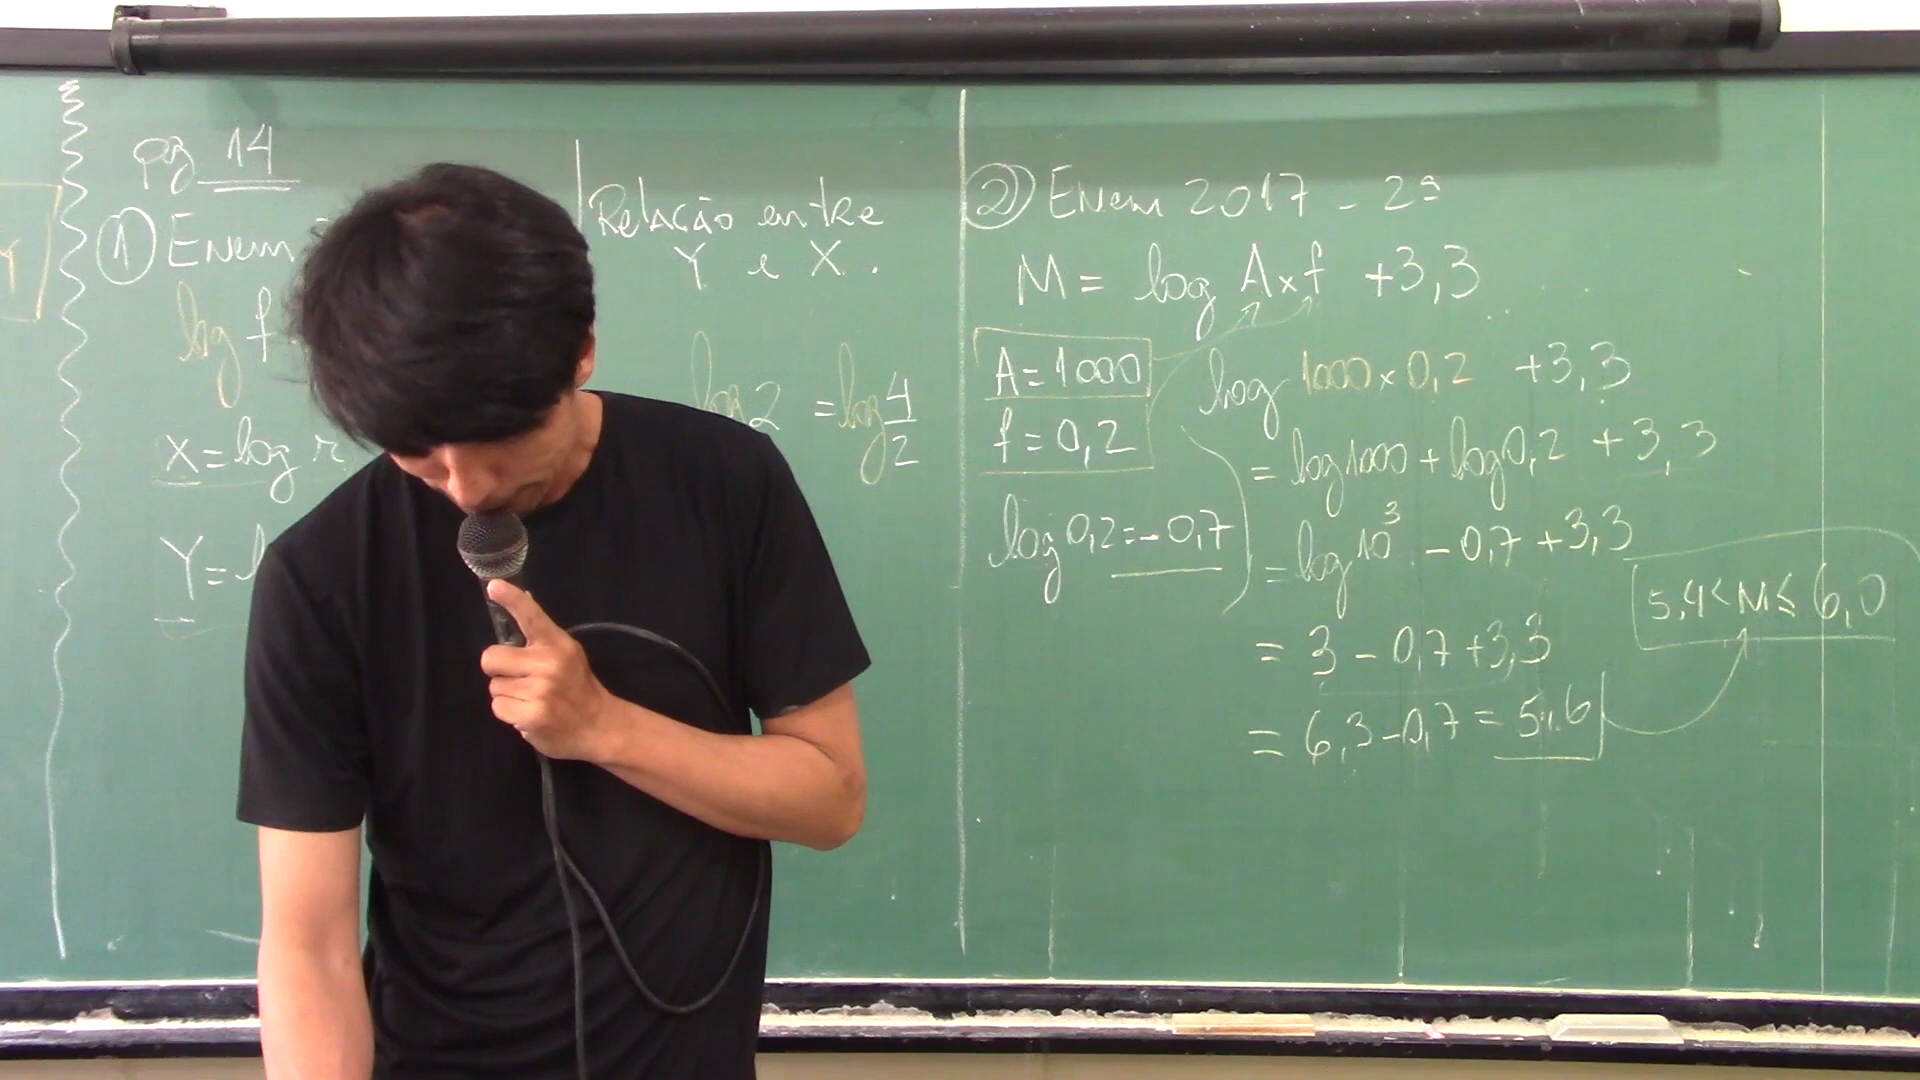 pg 14
① Enem
log f
X = log r
Y = l
Relação entre
Y e X.
log 2 = log 4/2
② Enem 2017 - 2ª
M = log A x f + 3,3
A = 1000
f = 0,2
log 0,2 = - 0,7
log 1000 x 0,2 + 3,3
= log 1000 + log 0,2 + 3,3
= log 10³ - 0,7 + 3,3
= 3 - 0,7 + 3,3
= 6,3 - 0,7 = 5,6
5,4 < M ≤ 6,0